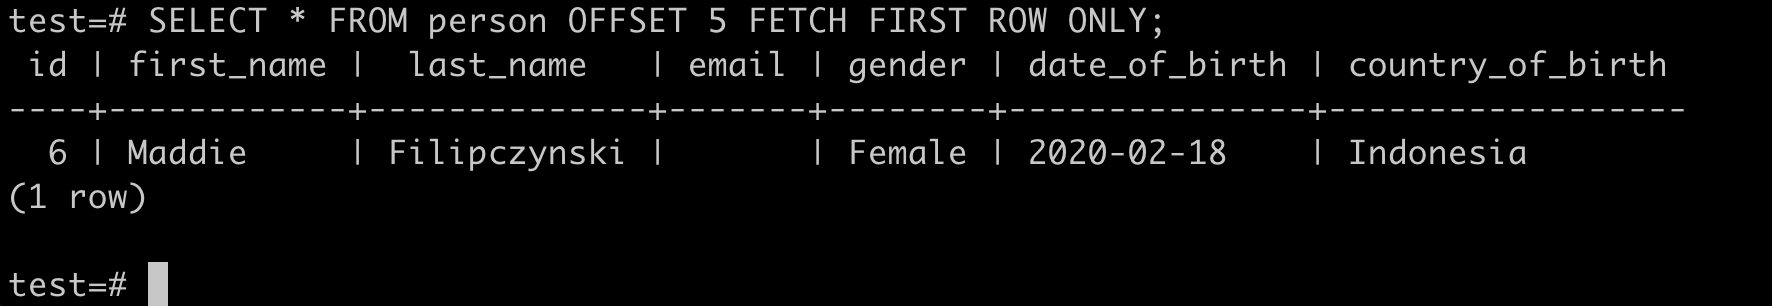 test=# SELECT * FROM person OFFSET 5 FETCH FIRST ROW ONLY;
 id | first_name |  last_name   | email | gender | date_of_birth | country_of_birth
----+------------+--------------+-------+--------+---------------+------------------
  6 | Maddie     | Filipczynski |       | Female | 2020-02-18    | Indonesia
(1 row)

test=#